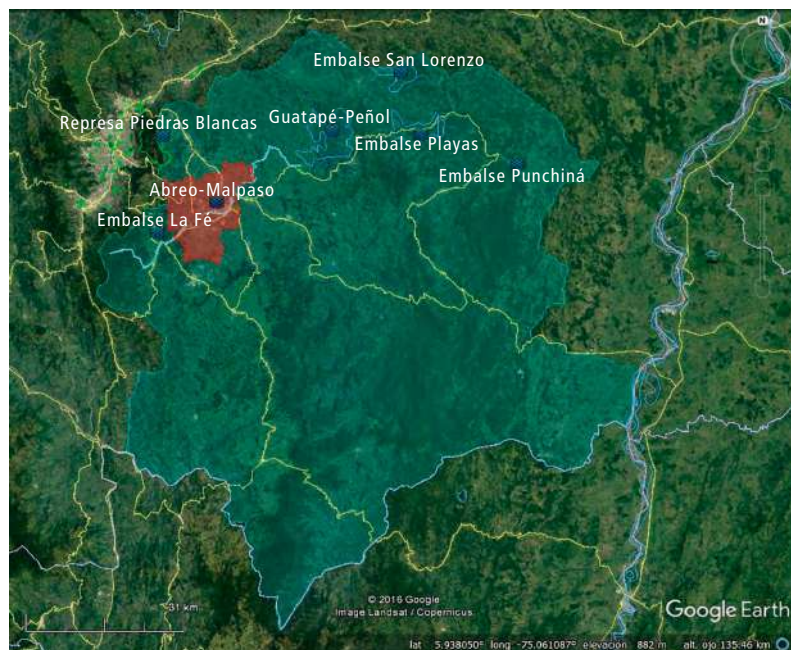 N
Embalse San Lorenzo
Guatapé-Peñol
Represa Piedras Blancas
Embalse Playas
Embalse Punchiná
Abreo-Malpaso
Embalse La Fé
© 2016 Google
Image Landsat / Copernicus
31 km
Google Earth
lat 5.938050° long -75.061087° elevación 882 m alt. ojo 135.46 km